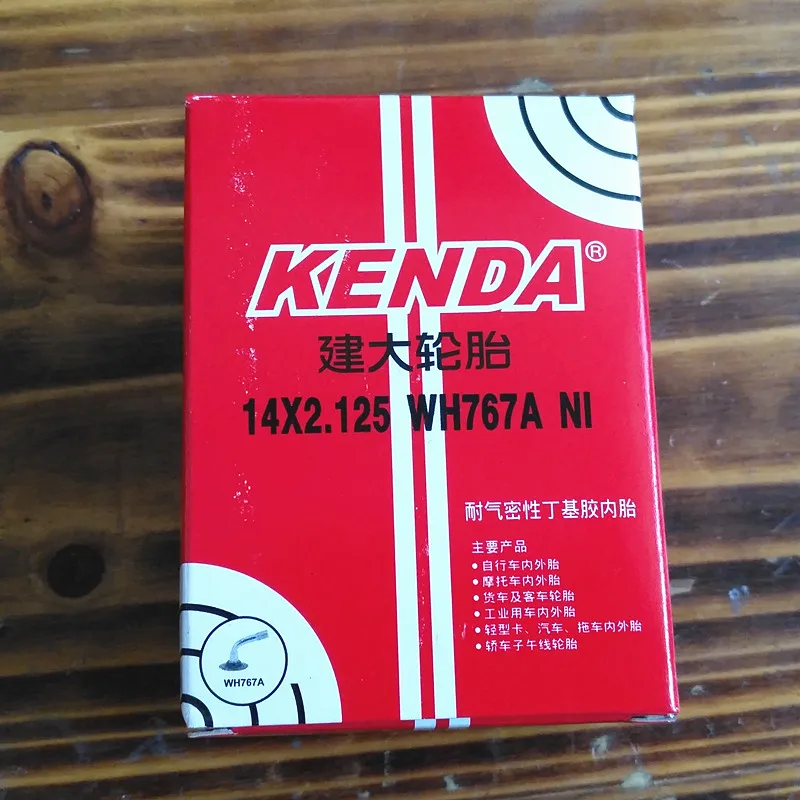 KENDA®
建大轮胎
14X2.125 WH767A NI
耐气密性丁基胶内胎
主要产品
• 自行车内外胎
• 摩托车内外胎
• 货车及客车轮胎
• 工业用车内外胎
• 轻型卡、汽车、拖车内外胎
• 轿车子午线轮胎
WH767A